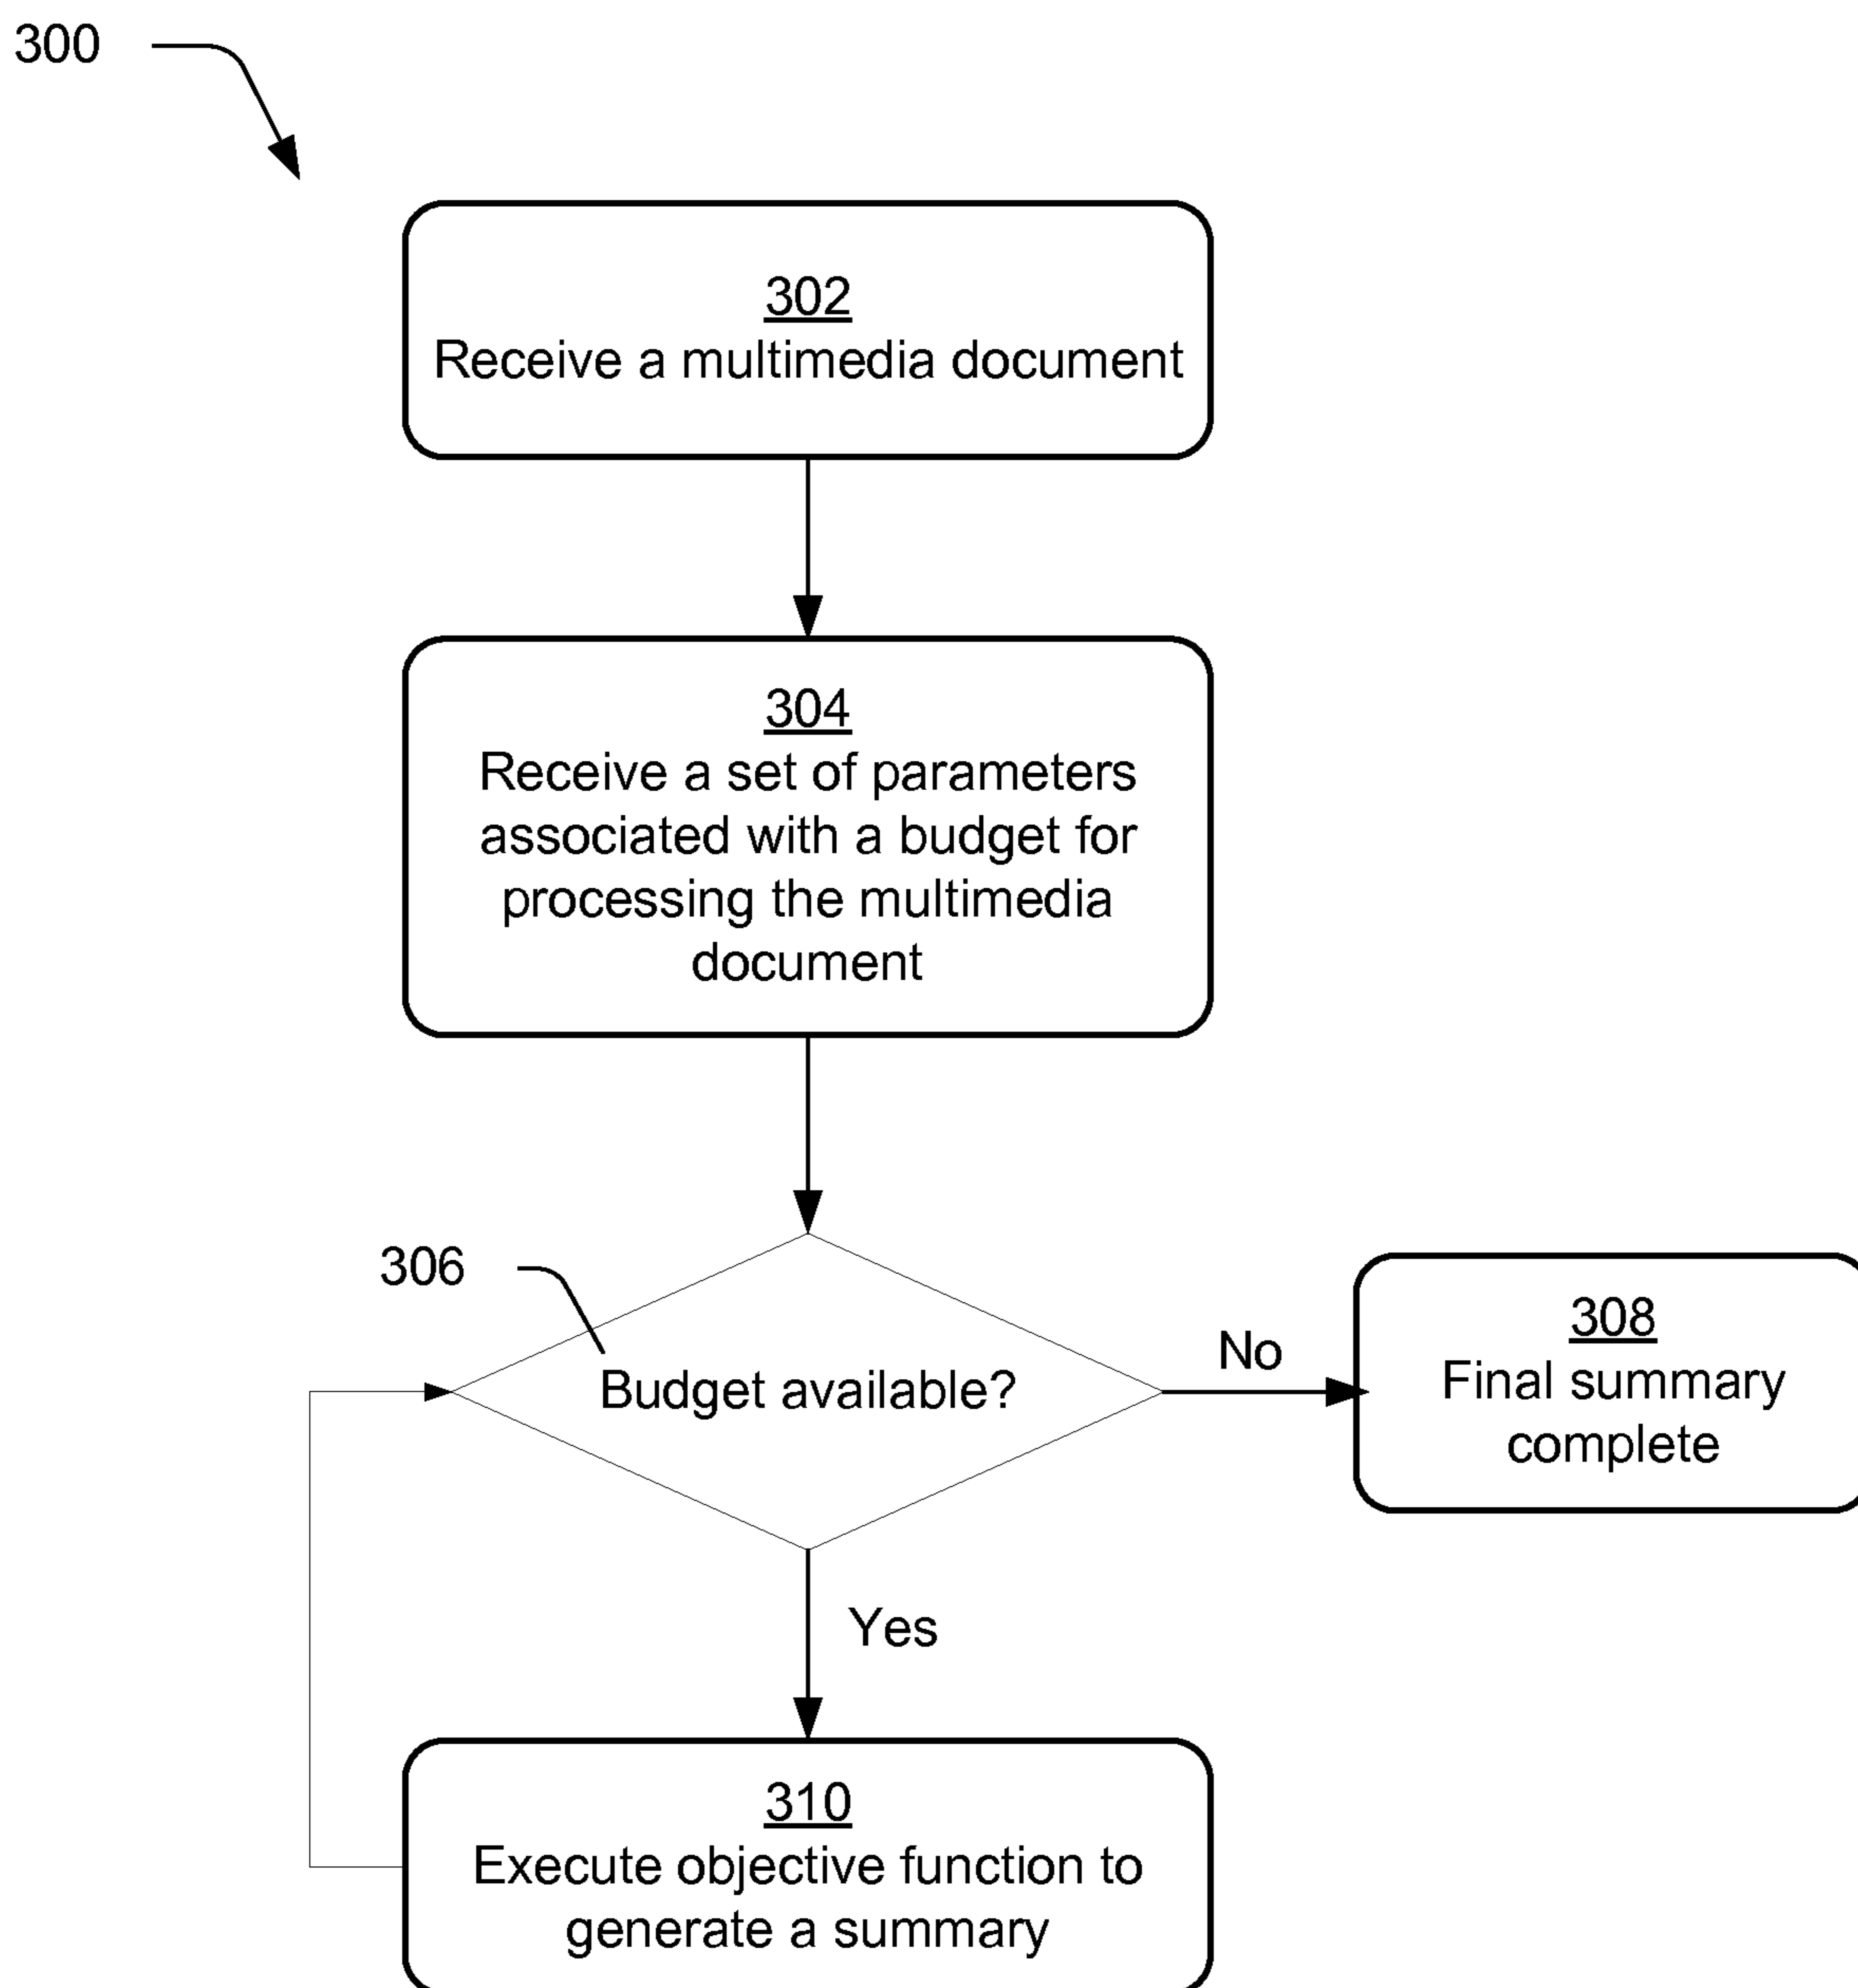 300
302
Receive a multimedia document
304
Receive a set of parameters
associated with a budget for
processing the multimedia
document
306
Budget available?
No
308
Final summary
complete
Yes
310
Execute objective function to
generate a summary